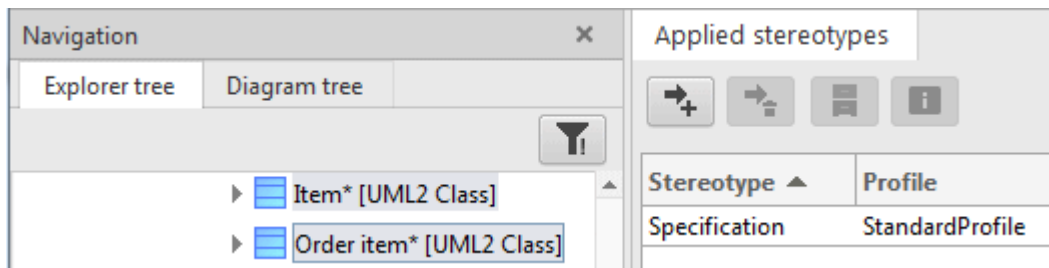 Navigation
Explorer tree Diagram tree
Item* [UML2 Class]
Order item* [UML2 Class]
Applied stereotypes
Stereotype Profile
Specification StandardProfile